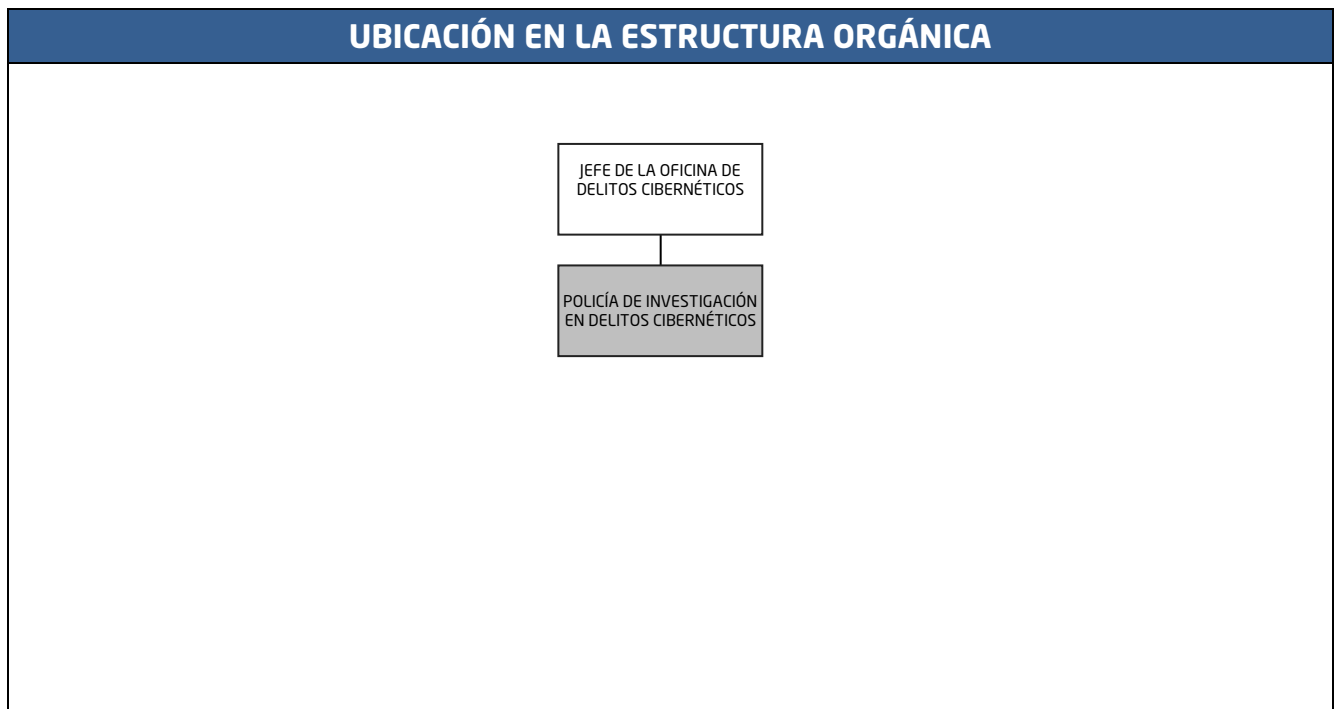 UBICACIÓN EN LA ESTRUCTURA ORGÁNICA
JEFE DE LA OFICINA DE
DELITOS CIBERNÉTICOS
POLICÍA DE INVESTIGACIÓN
EN DELITOS CIBERNÉTICOS